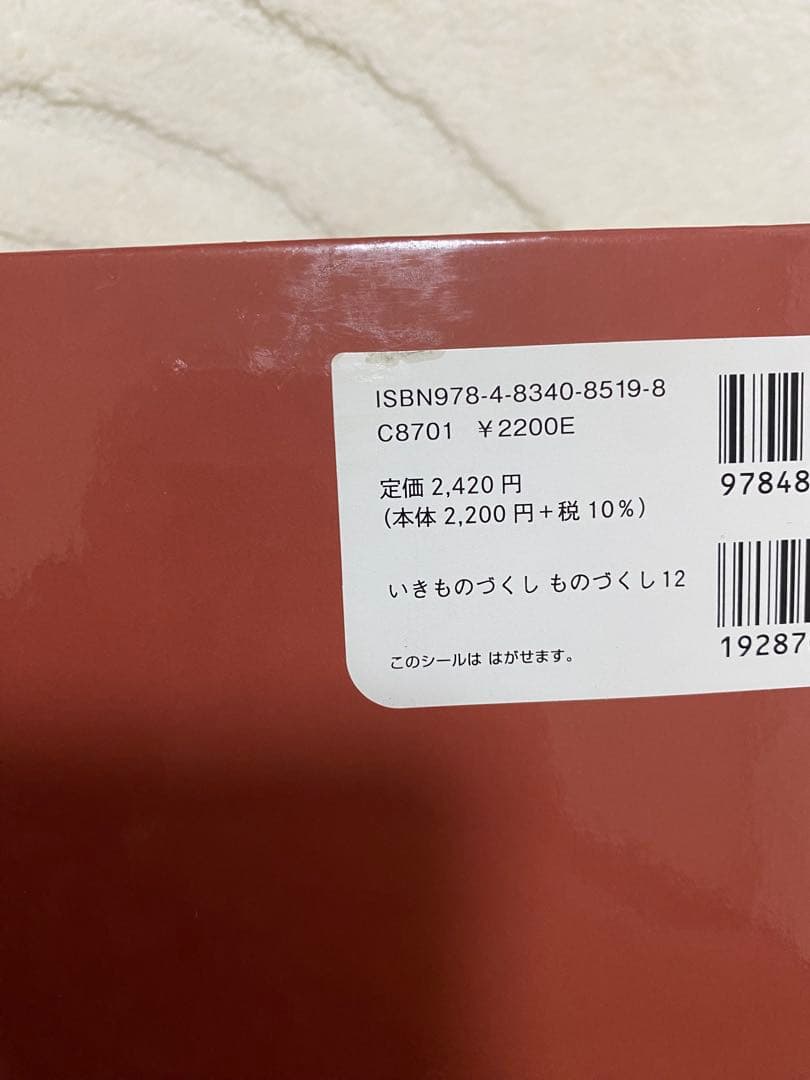 ISBN978-4-8340-8519-8
C8701 ￥2200E
定価 2,420 円
（本体 2,200 円＋税 10％）
いきものづくし ものづくし12
このシールは はがせます。
97848
19287